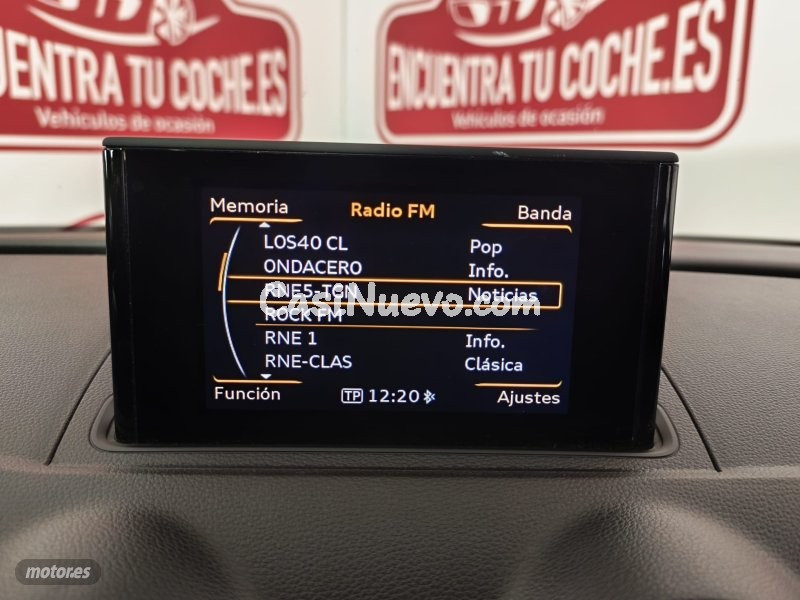 ENCUENTRA TU COCHE.ES
Vehículos de ocasión
ENCUENTRA TU COCHE.ES
Vehículos de ocasión
Memoria Radio FM Banda
LOS40 CL Pop
ONDACERO Info.
RNE5-TCN Noticias
CasiNuevo.com
ROCK FM
RNE 1 Info.
RNE-CLAS Clásica
Función TP 12:20 Ajustes
motor.es